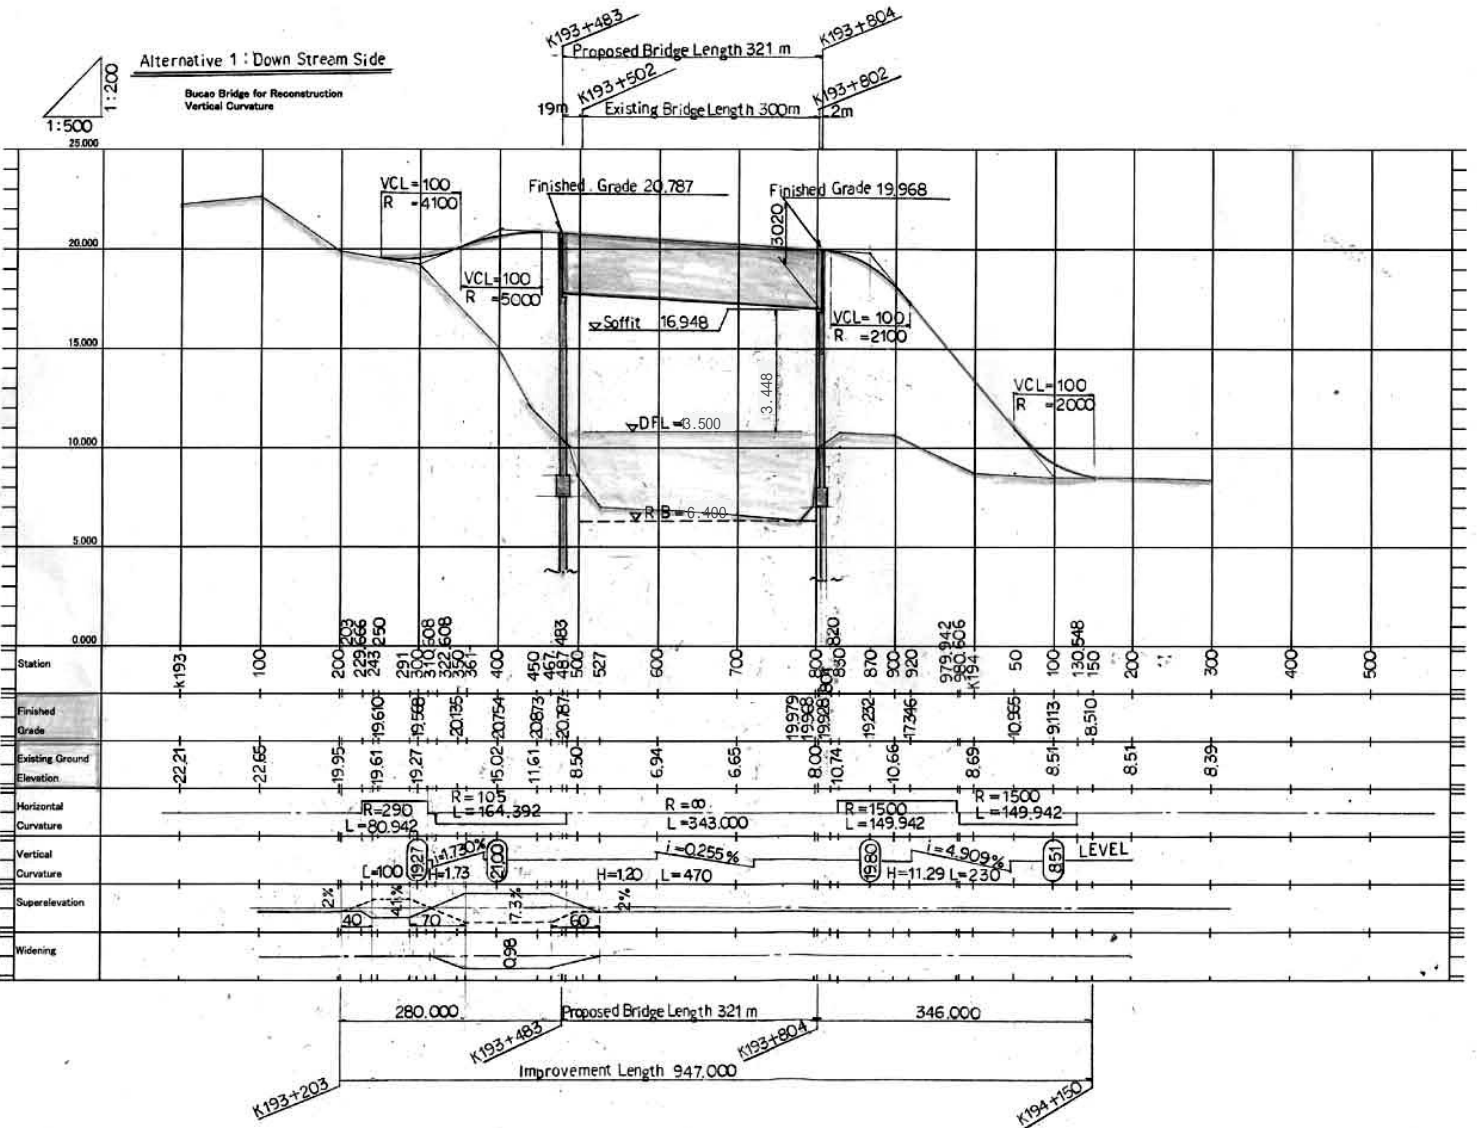 Alternative 1 : Down Stream Side
Bucao Bridge for Reconstruction
Vertical Curvature
1:200
1:500
K193+483
K193+804
Proposed Bridge Length 321 m
K193+502
K193+802
19m
Existing Bridge Length 300m
2m
25.000
20.000
15.000
10.000
5.000
0.000
VCL=100
R =4100
VCL=100
R =5000
Finished Grade 20.787
Finished Grade 19.968
3020
Soffit 16.948
VCL=100
R =2100
VCL=100
R =2000
3.448
DFL=3.500
RB=6.400
Station
K193
100
200
203
229.666
243
250
291
300
310.608
322.608
350
361
400
450
467
483
487
500
527
600
700
800
801
820
830
870
900
920
979.942
980.606
K194
50
100
130.548
150
200
300
400
500
Finished
Grade
19.610
19.568
20.135
20.754
20.873
20.787
19.979
19.968
19.928
19.232
17.346
10.965
9.113
8.510
Existing Ground
Elevation
22.21
22.65
19.95
19.61
19.27
15.02
11.61
8.50
6.94
6.65
8.00
10.74
10.66
8.69
8.51
8.51
8.39
Horizontal
Curvature
R=290
L=80.942
R=105
L=164.392
R=∞
L=343.000
R=1500
L=149.942
R=1500
L=149.942
Vertical
Curvature
L=100
1927
i=1.730%
H=1.73
2100
H=1.20 L=470
i=0.255%
1980
i=4.909%
H=11.29 L=230
851
LEVEL
Superelevation
2%
4.1%
7.3%
2%
40
70
60
Widening
0.98
280.000
Proposed Bridge Length 321 m
346.000
K193+483
K193+804
Improvement Length 947.000
K193+203
K194+150